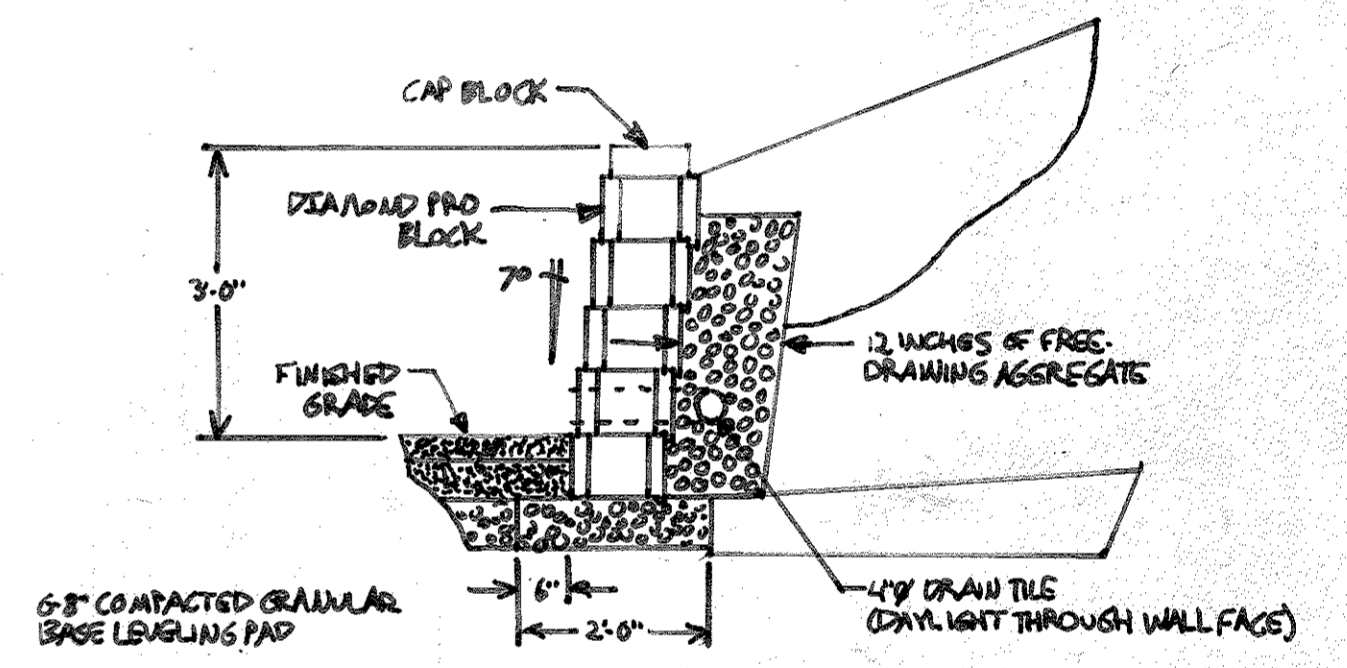 CAP BLOCK
DIAMOND PRO
BLOCK
7°
3'-0"
12 INCHES OF FREE-
DRAINING AGGREGATE
FINISHED
GRADE
6-8" COMPACTED GRANULAR
BASE LEVELING PAD
6"
2'-0"
4"Ø DRAIN TILE
(DAYLIGHT THROUGH WALL FACE)